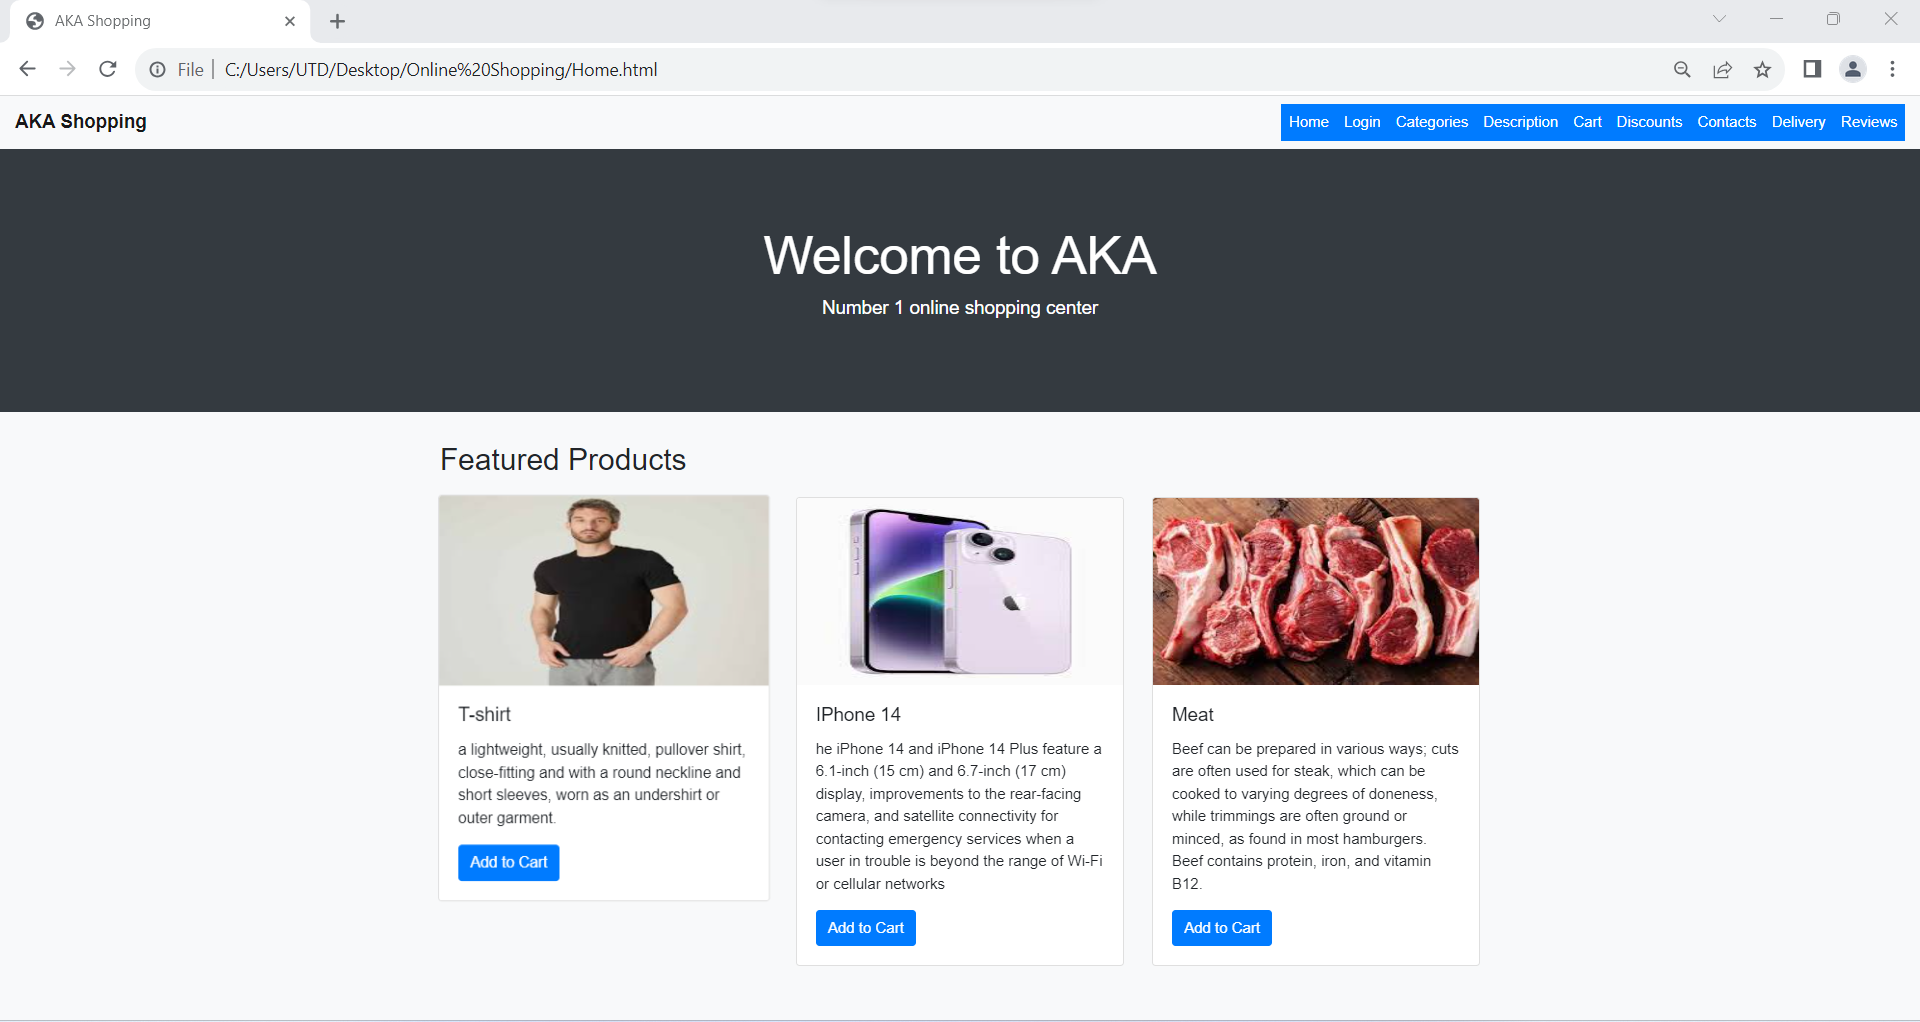 AKA Shopping
File
C:/Users/UTD/Desktop/Online%20Shopping/Home.html
AKA Shopping
Home Login Categories Description Cart Discounts Contacts Delivery Reviews
Welcome to AKA
Number 1 online shopping center
Featured Products
T-shirt
a lightweight, usually knitted, pullover shirt,
close-fitting and with a round neckline and
short sleeves, worn as an undershirt or
outer garment.
Add to Cart
IPhone 14
he iPhone 14 and iPhone 14 Plus feature a
6.1-inch (15 cm) and 6.7-inch (17 cm)
display, improvements to the rear-facing
camera, and satellite connectivity for
contacting emergency services when a
user in trouble is beyond the range of Wi-Fi
or cellular networks
Add to Cart
Meat
Beef can be prepared in various ways; cuts
are often used for steak, which can be
cooked to varying degrees of doneness,
while trimmings are often ground or
minced, as found in most hamburgers.
Beef contains protein, iron, and vitamin
B12.
Add to Cart